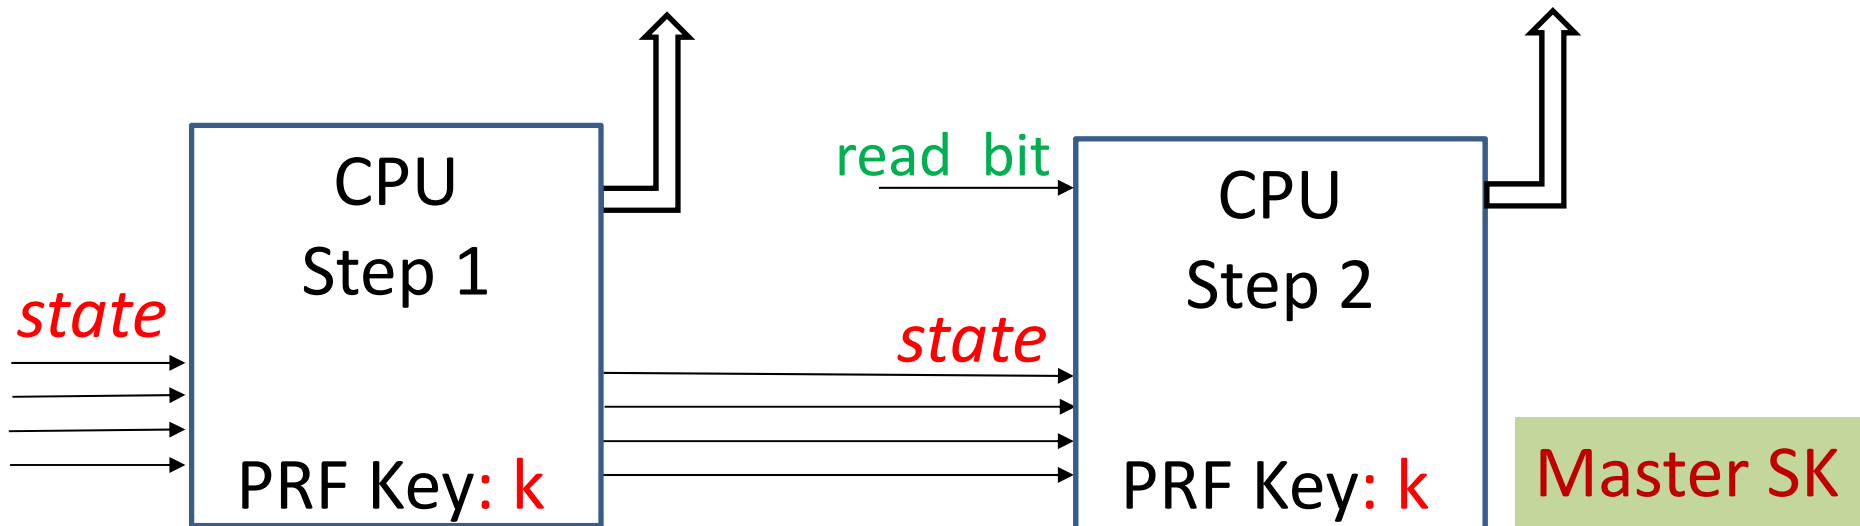 state
CPU
Step 1
PRF Key: k
read bit
state
CPU
Step 2
PRF Key: k
Master SK